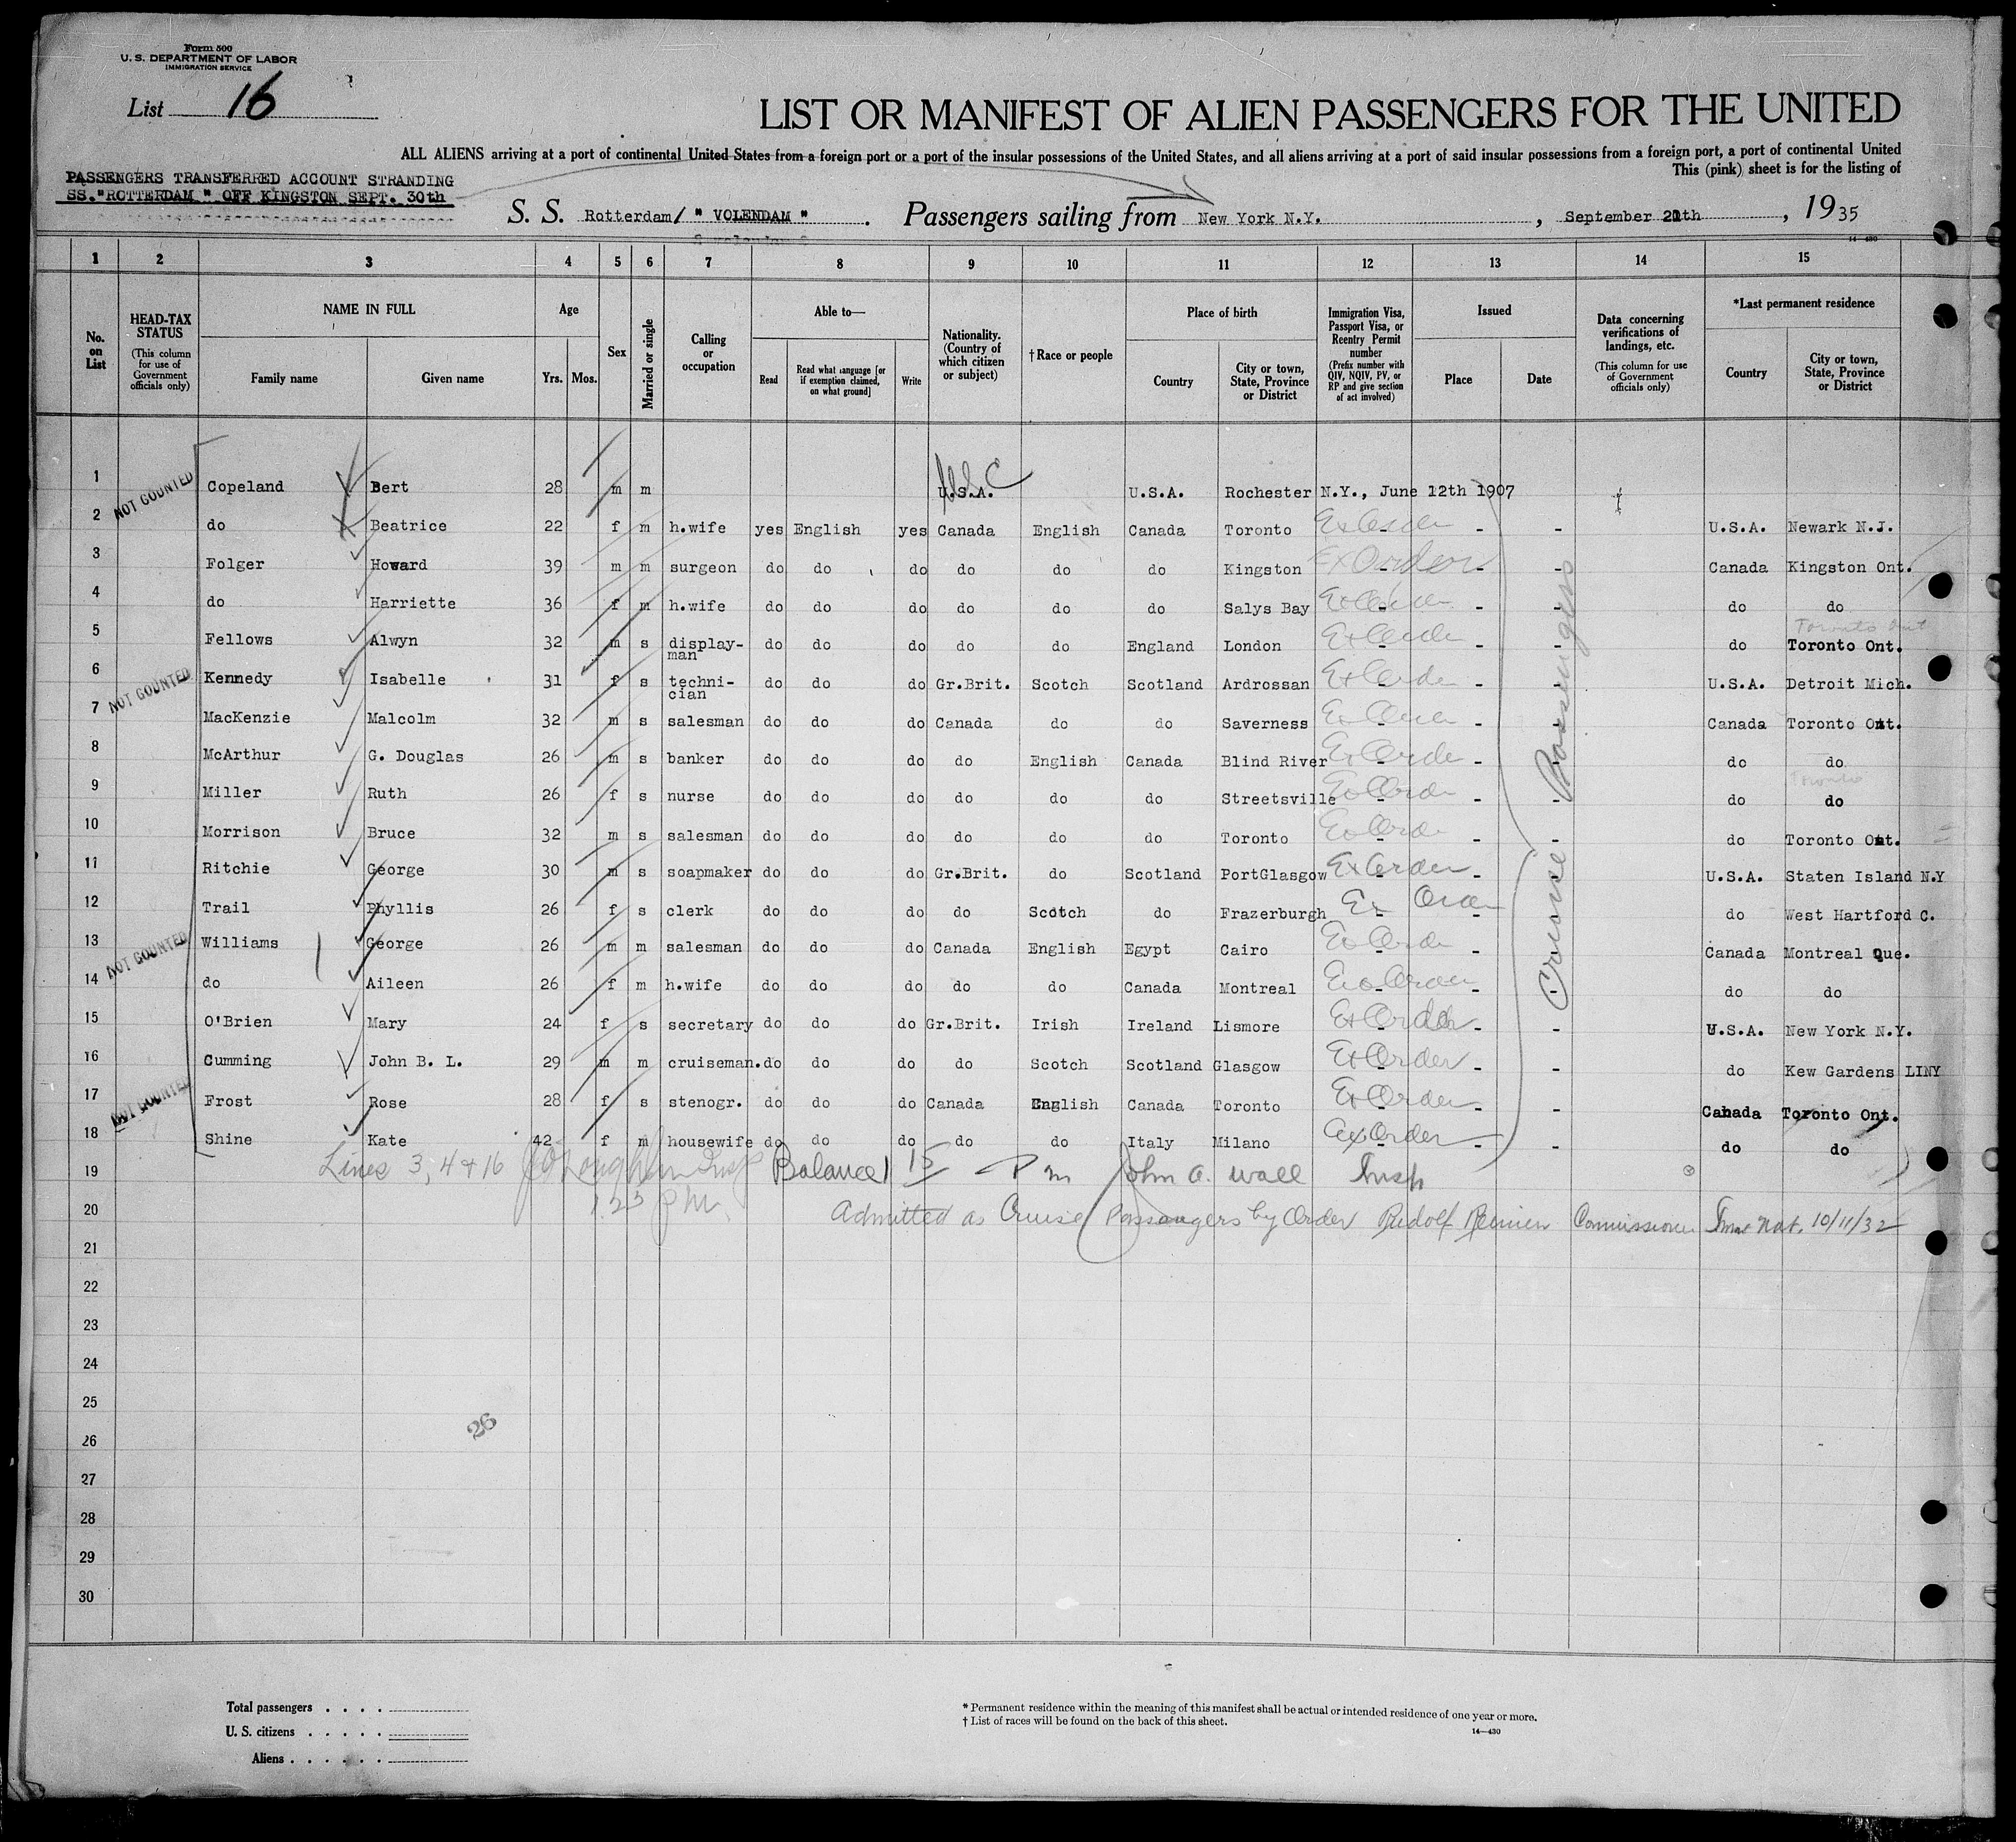 Form 500
U. S. DEPARTMENT OF LABOR
IMMIGRATION SERVICE
List 16
LIST OR MANIFEST OF ALIEN PASSENGERS FOR THE UNITED
ALL ALIENS arriving at a port of continental United States from a foreign port or a port of the insular possessions of the United States, and all aliens arriving at a port of said insular possessions from a foreign port, a port of continental United
This (pink) sheet is for the listing of
PASSENGERS TRANSFERRED ACCOUNT STRANDING
SS."ROTTERDAM" OFF KINGSTON SEPT. 30th
S. S. Rotterdam/ "VOLENDAM". Passengers sailing from New York N.Y., September 21th, 1935
14-430
1 2 3 4 5 6 7 8 9 10 11 12 13 14 15
No. on List
HEAD-TAX STATUS (This column for use of Government officials only)
NAME IN FULL
Family name Given name
Age
Yrs. Mos.
Sex
Married or single
Calling or occupation
Able to—
Read Read what language [or if exemption claimed, on what ground] Write
Nationality. (Country of which citizen or subject)
†Race or people
Place of birth
Country City or town, State, Province or District
Immigration Visa, Passport Visa, or Reentry Permit number (Prefix number with QIV, NQIV, PV, or RP and give section of act involved)
Issued
Place Date
Data concerning verifications of landings, etc. (This column for use of Government officials only)
*Last permanent residence
Country City or town, State, Province or District
1 Copeland Bert 28 m m U.S.A. U.S.A. Rochester N.Y., June 12th 1907
USC
NOT COUNTED
2 do Beatrice 22 f m h.wife yes English yes Canada English Canada Toronto Ex Order - - U.S.A. Newark N.J.
3 Folger Howard 39 m m surgeon do do do do do do Kingston Ex Order - - Canada Kingston Ont.
4 do Harriette 36 f m h.wife do do do do do do Salys Bay Ex Order - - do do
Toronto Ont
5 Fellows Alwyn 32 m s display-man do do do do do England London Ex Order - - do Toronto Ont.
NOT COUNTED
6 Kennedy Isabelle 31 f s techni-cian do do do Gr.Brit. Scotch Scotland Ardrossan Ex Order - - U.S.A. Detroit Mich.
7 MacKenzie Malcolm 32 m s salesman do do do Canada do do Saverness Ex Order - - Canada Toronto Ont.
8 McArthur G. Douglas 26 m s banker do do do do English Canada Blind River Ex Order - - do do
Toronto
9 Miller Ruth 26 f s nurse do do do do do do Streetsville Ex Order - - do do
10 Morrison Bruce 32 m s salesman do do do do do do Toronto Ex Order - - do Toronto Ont.
11 Ritchie George 30 m s soapmaker do do do Gr.Brit. do Scotland PortGlasgow Ex Order - - U.S.A. Staten Island N.Y
12 Trail Phyllis 26 f s clerk do do do do Scotch do Frazerburgh Ex Order - - do West Hartford C.
NOT COUNTED
13 Williams George 26 m m salesman do do do Canada English Egypt Cairo Ex Order - - Canada Montreal Que.
14 do Aileen 26 f m h.wife do do do do do Canada Montreal Ex Order - - do do
15 O'Brien Mary 24 f s secretary do do do Gr.Brit. Irish Ireland Lismore Ex Order - - U.S.A. New York N.Y.
16 Cumming John B. L. 29 m m cruiseman. do do do do Scotch Scotland Glasgow Ex Order - - do Kew Gardens LINY
NOT COUNTED
17 Frost Rose 28 f s stenogr. do do do Canada English Canada Toronto Ex Order - - Canada Toronto Ont.
18 Shine Kate 42 f m housewife do do do do do Italy Milano Ex Order - - do do
Cruise Passengers
19 Lines 3, 4 + 16 Insp Balance 1 15 P m John A. Wall Insp
1.23 PM
20 Admitted as Cruise Passengers by Order Rudolf Commissioner Imm Nat. 10/11/32
21
22
23
24
25
26
26
27
28
29
30
Total passengers . . . .
U. S. citizens . . . . .
Aliens . . . . . .
* Permanent residence within the meaning of this manifest shall be actual or intended residence of one year or more.
† List of races will be found on the back of this sheet.
14—430